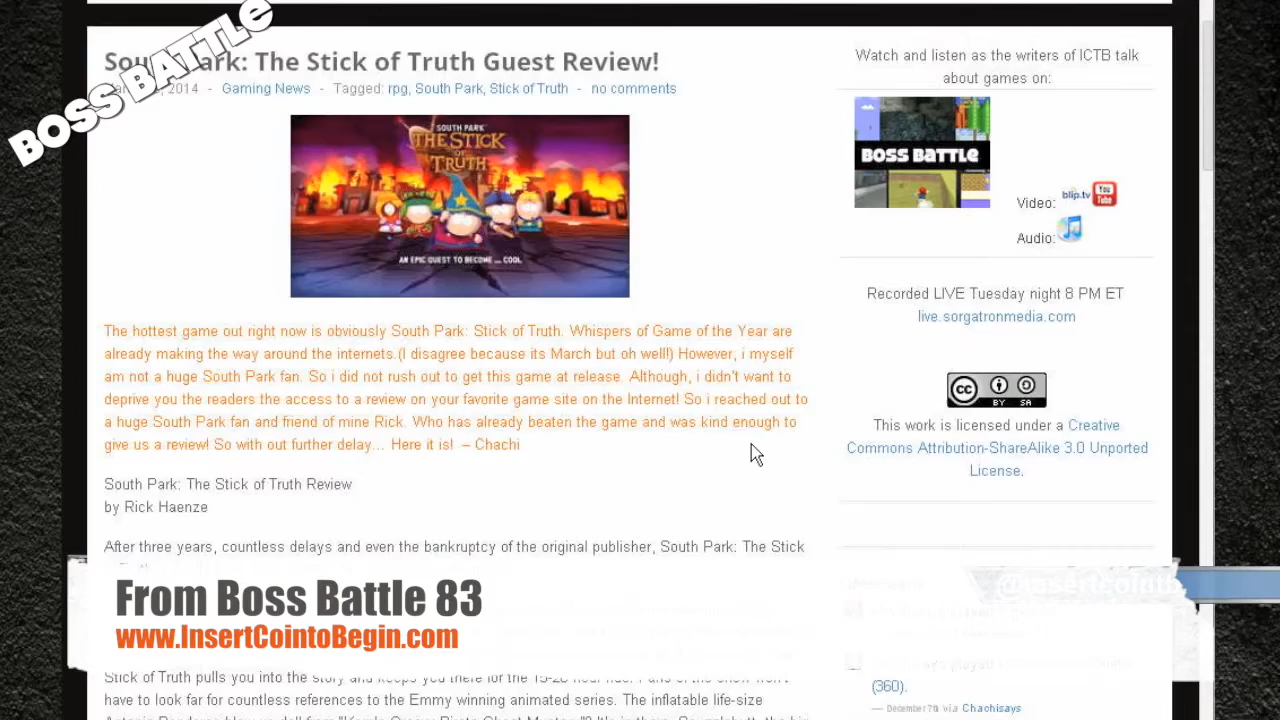 BOSS BATTLE
South Park: The Stick of Truth Guest Review!
2014 - Gaming News - Tagged: rpg, South Park, Stick of Truth - no comments
SOUTH PARK
THE STICK
OF TRUTH
AN EPIC QUEST TO BECOME ... COOL
The hottest game out right now is obviously South Park: Stick of Truth. Whispers of Game of the Year are
already making the way around the internets.(I disagree because its March but oh well!) However, i myself
am not a huge South Park fan. So i did not rush out to get this game at release. Although, i didn't want to
deprive you the readers the access to a review on your favorite game site on the Internet! So i reached out to
a huge South Park fan and friend of mine Rick. Who has already beaten the game and was kind enough to
give us a review! So with out further delay... Here it is! – Chachi
South Park: The Stick of Truth Review
by Rick Haenze
After three years, countless delays and even the bankruptcy of the original publisher, South Park: The Stick
Stick of Truth pulls you into the story and keeps you there for the
have to look far for countless references to the Emmy winning animated series. The inflatable life-size
Watch and listen as the writers of ICTB talk
about games on:
BOSS BATTLE
Video: blip.tv You Tube
Audio:
Recorded LIVE Tuesday night 8 PM ET
live.sorgatronmedia.com
cc BY SA
This work is licensed under a Creative
Commons Attribution-ShareAlike 3.0 Unported
License.
(360).
— December 7th via Chachisays
From Boss Battle 83
www.InsertCointoBegin.com